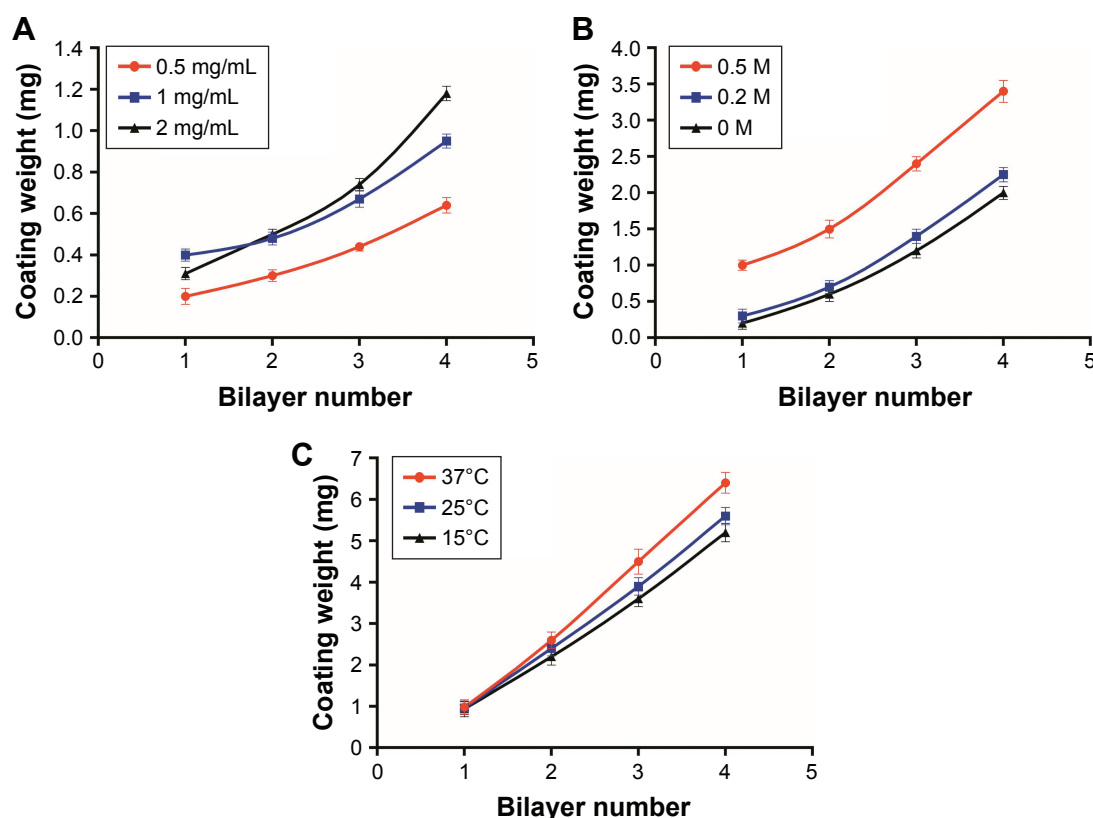 A
Coating weight (mg)
1.4
1.2
1.0
0.8
0.6
0.4
0.2
0.0
0.5 mg/mL
1 mg/mL
2 mg/mL
0 1 2 3 4 5
Bilayer number
B
Coating weight (mg)
4.0
3.5
3.0
2.5
2.0
1.5
1.0
0.5
0.0
0.5 M
0.2 M
0 M
0 1 2 3 4 5
Bilayer number
C
Coating weight (mg)
7
6
5
4
3
2
1
0
37°C
25°C
15°C
0 1 2 3 4 5
Bilayer number